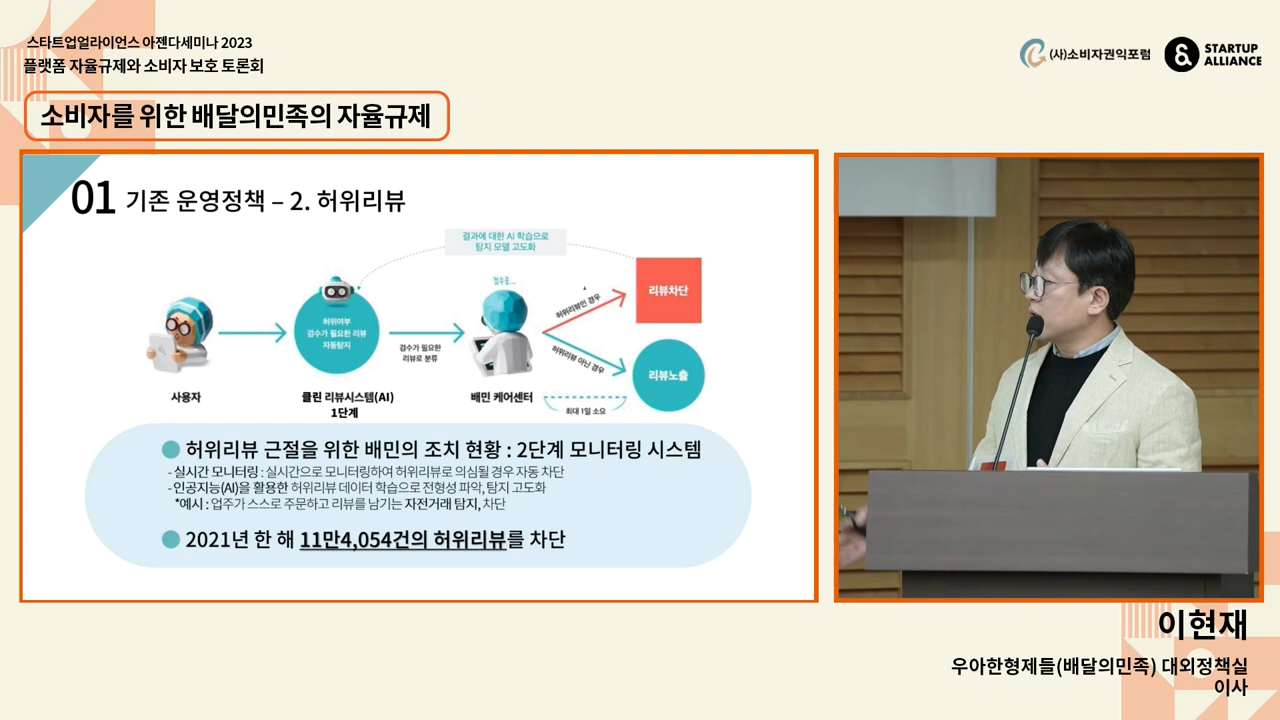 스타트업얼라이언스 아젠다세미나 2023
플랫폼 자율규제와 소비자 보호 토론회
(사)소비자권익포럼
STARTUP
ALLIANCE
소비자를 위한 배달의민족의 자율규제
01 기존 운영정책 – 2. 허위리뷰
결과에 대한 AI 학습으로
탐지 모델 고도화
검수중...
허위여부
검수가 필요한 리뷰
자동탐지
검수가 필요한
리뷰로 분류
허위리뷰인 경우
허위리뷰 아닌 경우
리뷰차단
리뷰노출
사용자
클린 리뷰시스템(AI)
1단계
배민 케어센터
최대 1일 소요
허위리뷰 근절을 위한 배민의 조치 현황 : 2단계 모니터링 시스템
- 실시간 모니터링 : 실시간으로 모니터링하여 허위리뷰로 의심될 경우 자동 차단
- 인공지능(AI)을 활용한 허위리뷰 데이터 학습으로 전형성 파악, 탐지 고도화
*예시 : 업주가 스스로 주문하고 리뷰를 남기는 자전거래 탐지, 차단
2021년 한 해 11만4,054건의 허위리뷰를 차단
이현재
우아한형제들(배달의민족) 대외정책실
이사